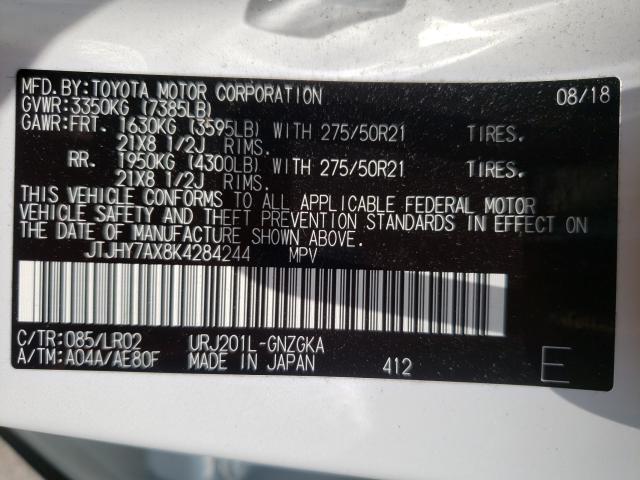 MFD.BY:TOYOTA MOTOR CORPORATION 08/18
GVWR:3350KG (7385LB)
GAWR:FRT. 1630KG (3595LB) WITH 275/50R21 TIRES.
21X8 1/2J RIMS.
RR. 1950KG (4300LB) WITH 275/50R21 TIRES.
21X8 1/2J RIMS.
THIS VEHICLE CONFORMS TO ALL APPLICABLE FEDERAL MOTOR
VEHICLE SAFETY AND THEFT PREVENTION STANDARDS IN EFFECT ON
THE DATE OF MANUFACTURE SHOWN ABOVE.
JTJHY7AX8K4284244 MPV
C/TR:085/LR02 URJ201L-GNZGKA
A/TM:A04A/AE80F MADE IN JAPAN 412 E